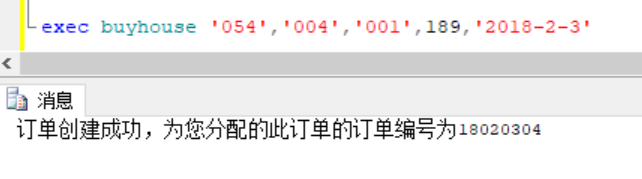 exec buyhouse '054','004','001',189,'2018-2-3'
消息
订单创建成功，为您分配的此订单的订单编号为18020304